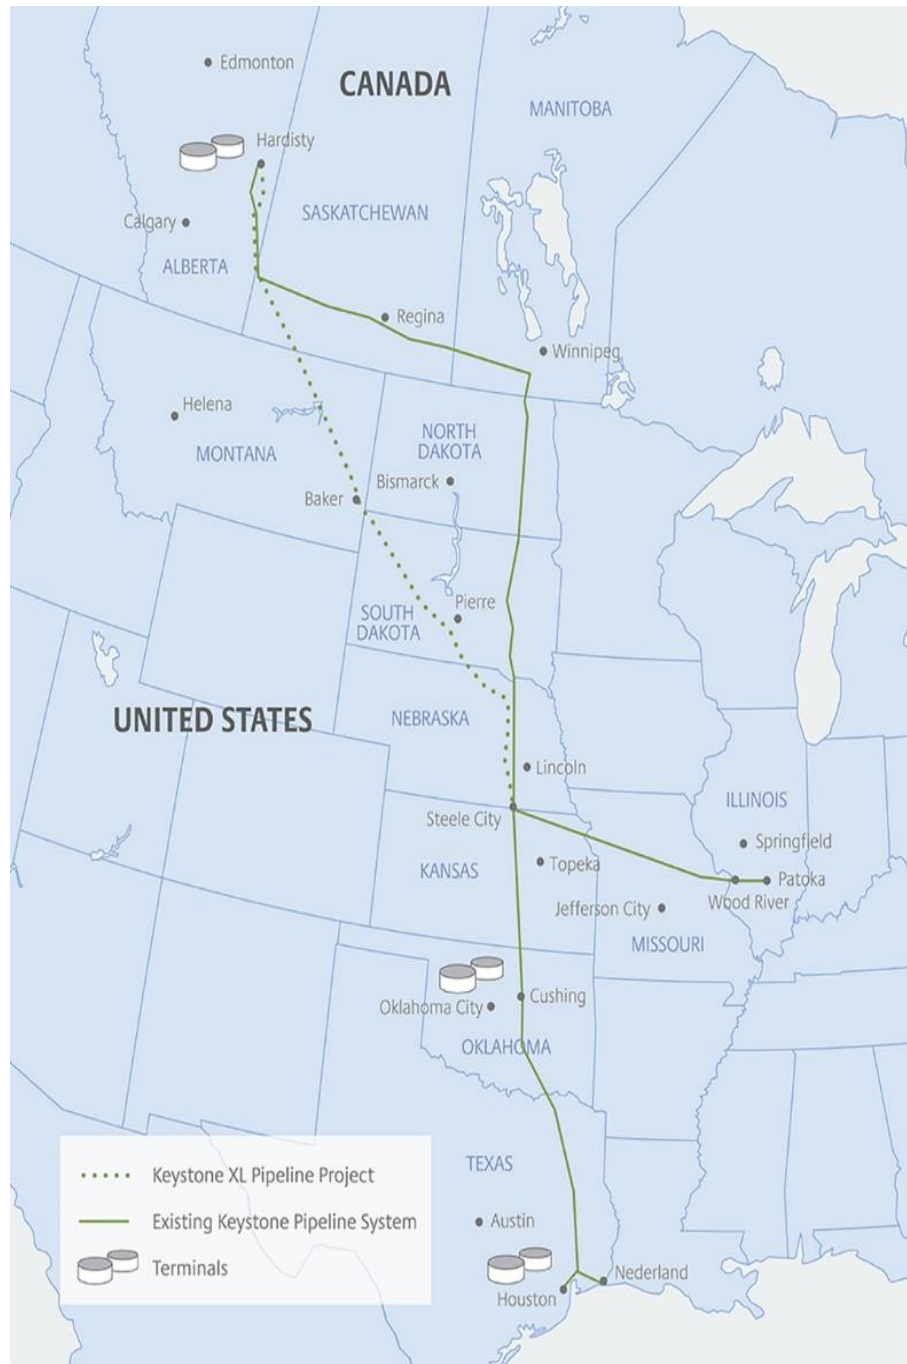 Edmonton
CANADA
MANITOBA
Hardisty
SASKATCHEWAN
Calgary
ALBERTA
Regina
Winnipeg
Helena
NORTH
DAKOTA
MONTANA
Bismarck
Baker
Pierre
SOUTH
DAKOTA
UNITED STATES
NEBRASKA
Lincoln
ILLINOIS
Steele City
Springfield
KANSAS
Topeka
Patoka
Wood River
Jefferson City
MISSOURI
Cushing
Oklahoma City
OKLAHOMA
TEXAS
Keystone XL Pipeline Project
Existing Keystone Pipeline System
Austin
Terminals
Nederland
Houston